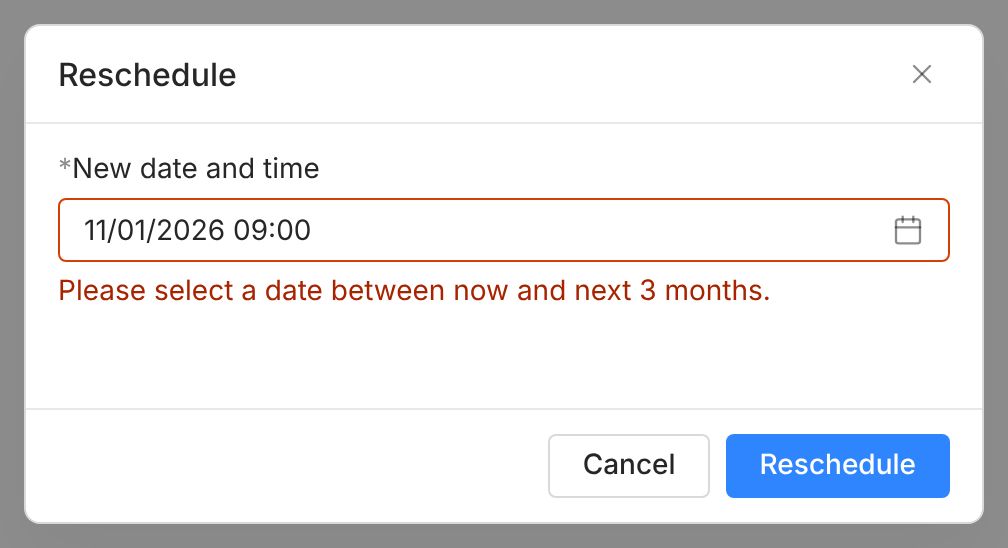 Reschedule
*New date and time
11/01/2026 09:00
Please select a date between now and next 3 months.
Cancel
Reschedule